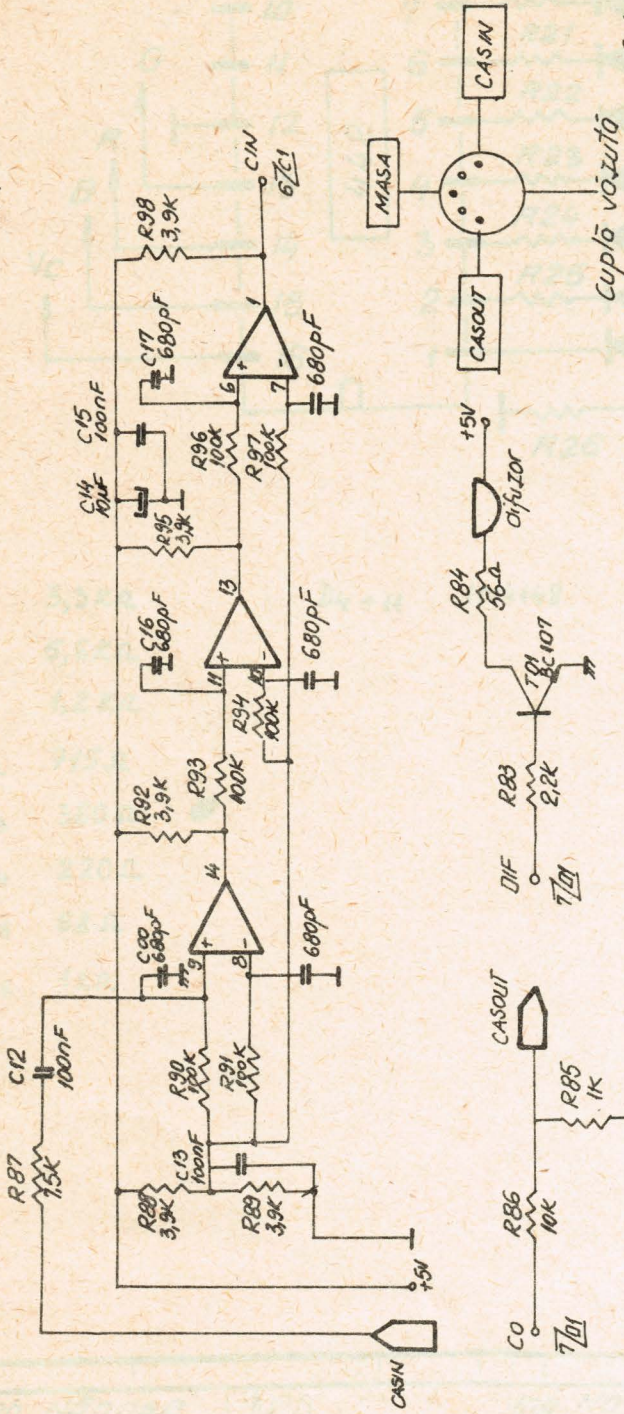 R87
7,5K
C12
100nF
CASIN
+5V
R88
3,9K
R89
3,9K
C13
100nF
R90
100K
R91
100K
C00
680pF
9
+
8
-
14
680pF
R92
3,9K
R93
100K
R94
100K
C16
680pF
11
+
10
-
13
680pF
R95
3,9K
C14
10µF
C15
100nF
R96
100K
R97
100K
C17
680pF
6
+
7
-
1
680pF
R98
3,9K
CIN
6/C1
CO
7/D1
R86
10K
R85
1K
CASOUT
DIF
7/D1
R83
2,2K
T01
BC107
R84
56Ω
difuzor
+5V
CASOUT
MASA
CASIN
Cuplă văzută